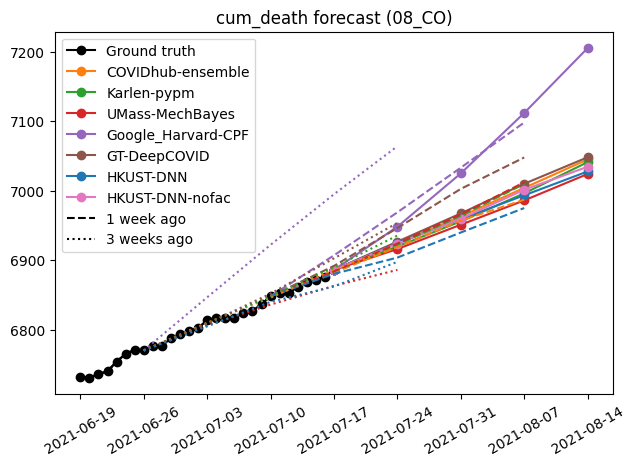 cum_death forecast (08_CO)
7200
7100
7000
6900
6800
Ground truth
COVIDhub-ensemble
Karlen-pypm
UMass-MechBayes
Google_Harvard-CPF
GT-DeepCOVID
HKUST-DNN
HKUST-DNN-nofac
1 week ago
3 weeks ago
2021-06-19
2021-06-26
2021-07-03
2021-07-10
2021-07-17
2021-07-24
2021-07-31
2021-08-07
2021-08-14